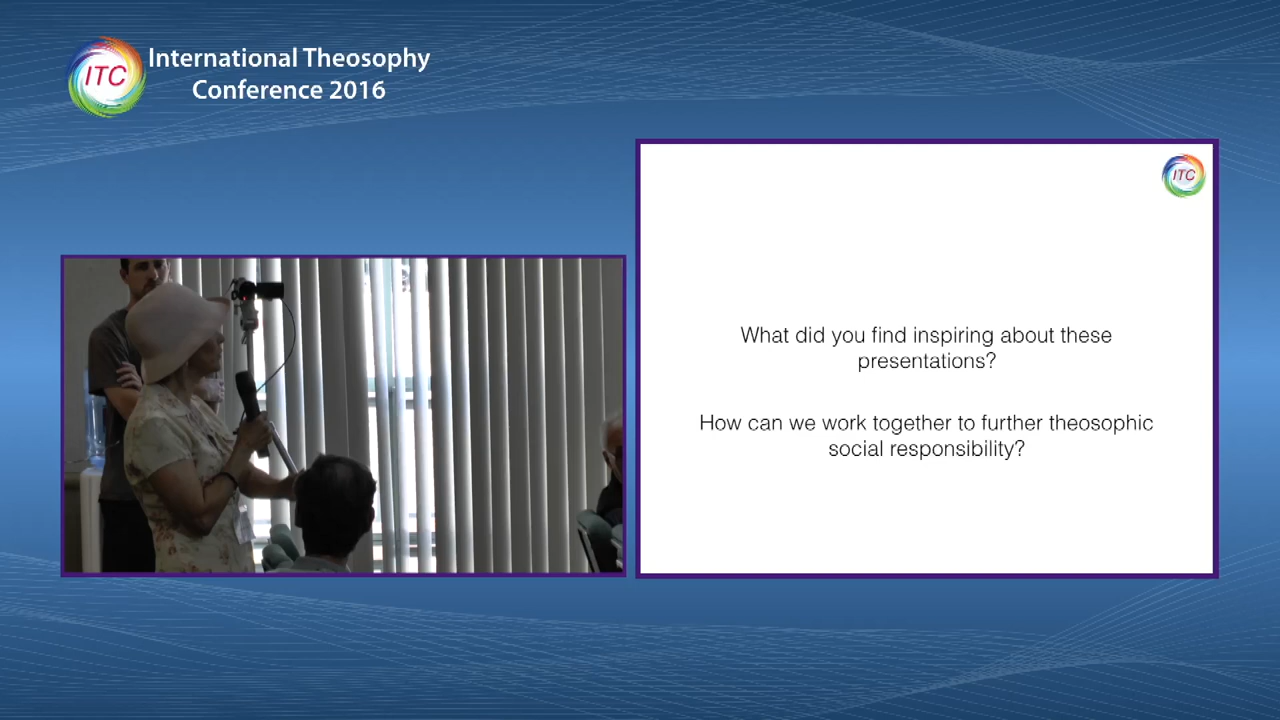 ITC
International Theosophy
Conference 2016
ITC
What did you find inspiring about these
presentations?
How can we work together to further theosophic
social responsibility?